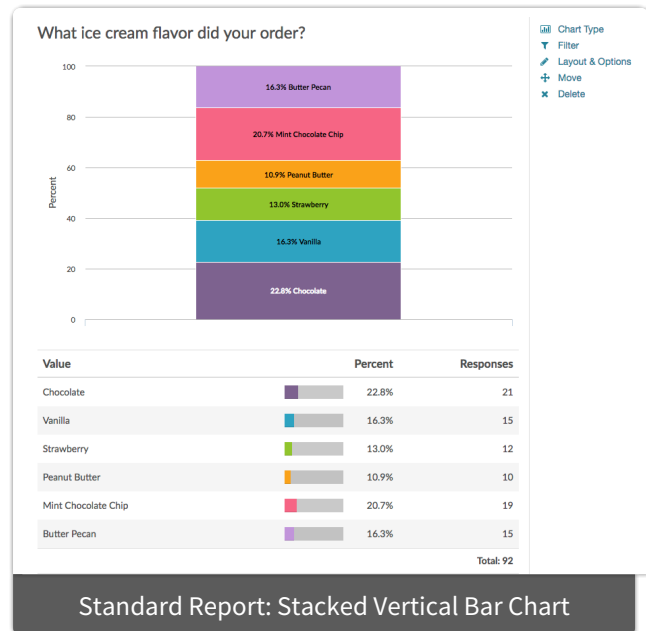 What ice cream flavor did your order?
Chart Type
Filter
Layout & Options
Move
Delete
100
80
60
40
20
0
Percent
16.3% Butter Pecan
20.7% Mint Chocolate Chip
10.9% Peanut Butter
13.0% Strawberry
16.3% Vanilla
22.8% Chocolate
Value Percent Responses
Chocolate 22.8% 21
Vanilla 16.3% 15
Strawberry 13.0% 12
Peanut Butter 10.9% 10
Mint Chocolate Chip 20.7% 19
Butter Pecan 16.3% 15
Total: 92
Standard Report: Stacked Vertical Bar Chart